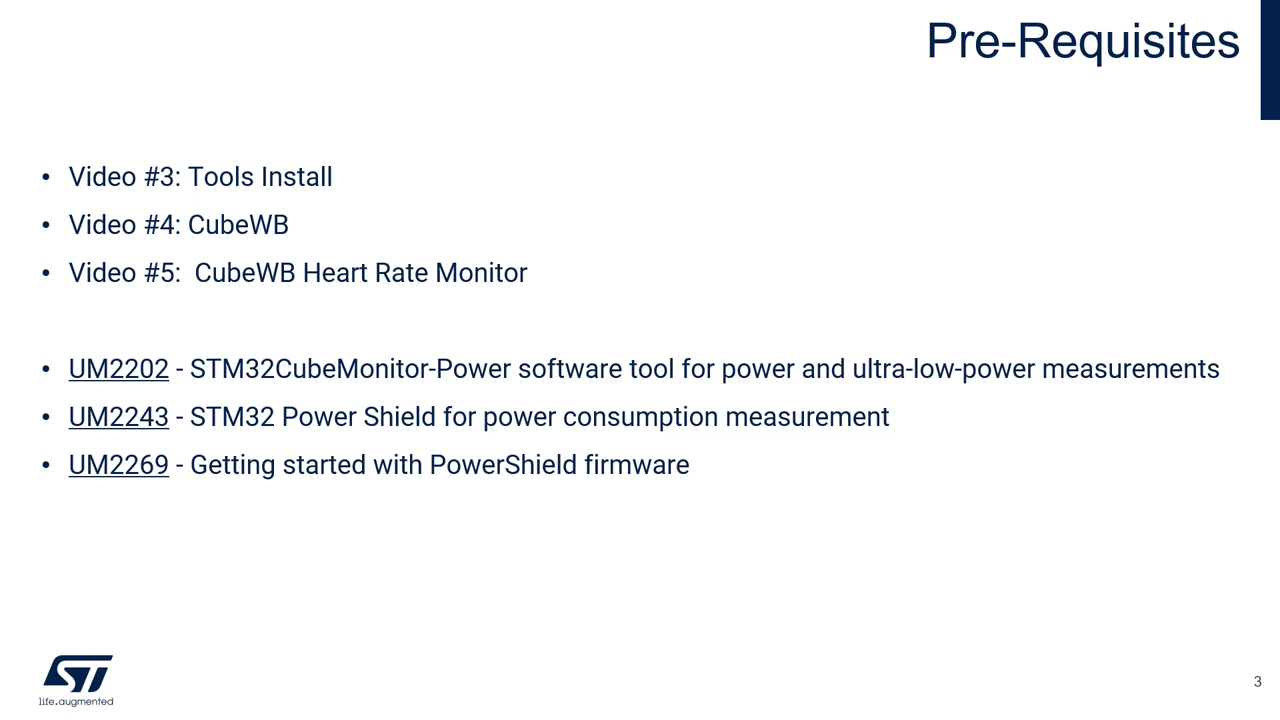 Pre-Requisites
• Video #3: Tools Install
• Video #4: CubeWB
• Video #5:  CubeWB Heart Rate Monitor
• UM2202 - STM32CubeMonitor-Power software tool for power and ultra-low-power measurements
• UM2243 - STM32 Power Shield for power consumption measurement
• UM2269 - Getting started with PowerShield firmware
ST
life.augmented
3